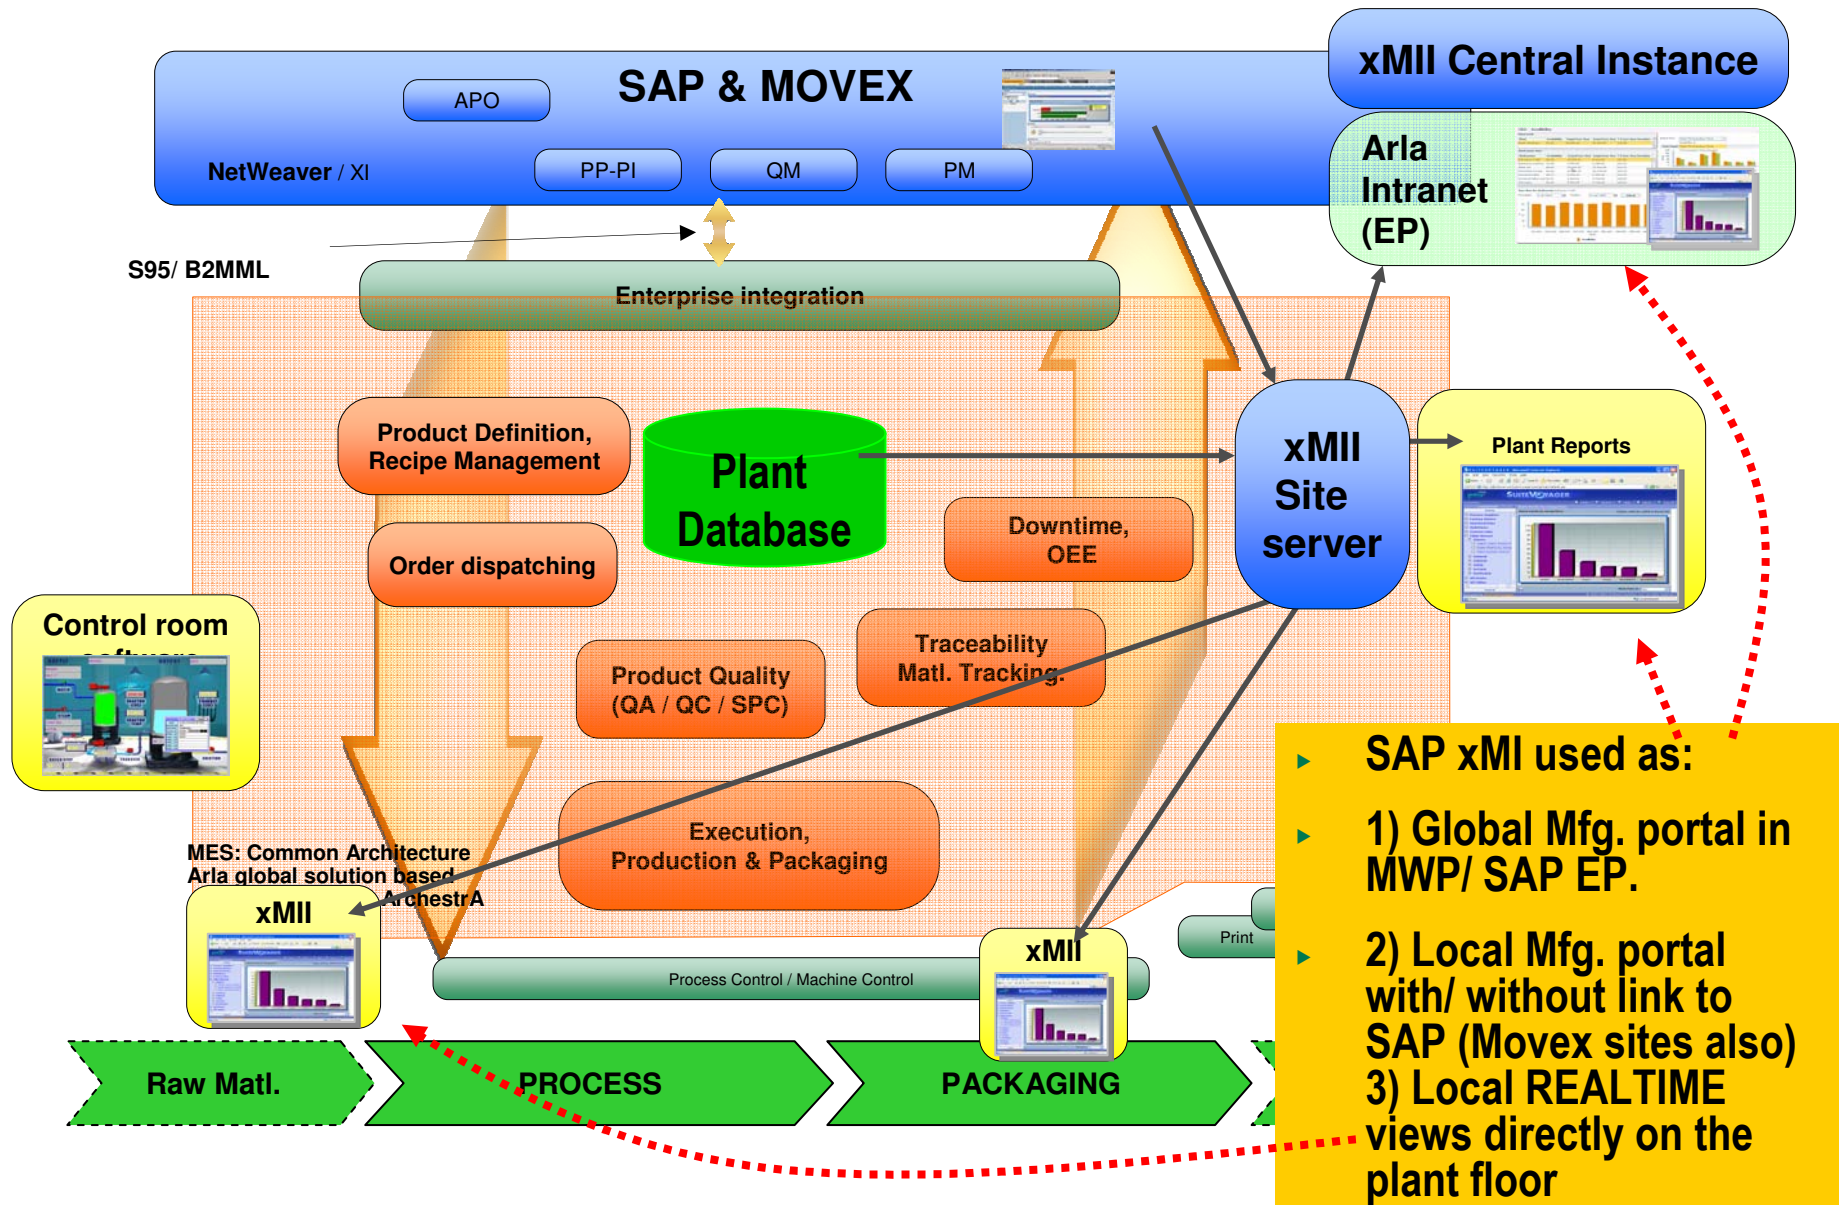 xMII Central Instance
SAP & MOVEX
APO
NetWeaver / XI
PP-PI
QM
PM
Arla
Intranet
(EP)
S95/ B2MML
Enterprise integration
Product Definition,
Recipe Management
Plant
Database
Order dispatching
Downtime,
OEE
xMII
Site
server
Plant Reports
SUITEVOYAGER
Control room
software
Product Quality
(QA / QC / SPC)
Traceability
Matl. Tracking.
Execution,
Production & Packaging
MES: Common Architecture
Arla global solution based
ArchestrA
xMII
xMII
Print
Process Control / Machine Control
Raw Matl.
PROCESS
PACKAGING
SAP xMI used as:
1) Global Mfg. portal in
MWP/ SAP EP.
2) Local Mfg. portal
with/ without link to
SAP (Movex sites also)
3) Local REALTIME
views directly on the
plant floor